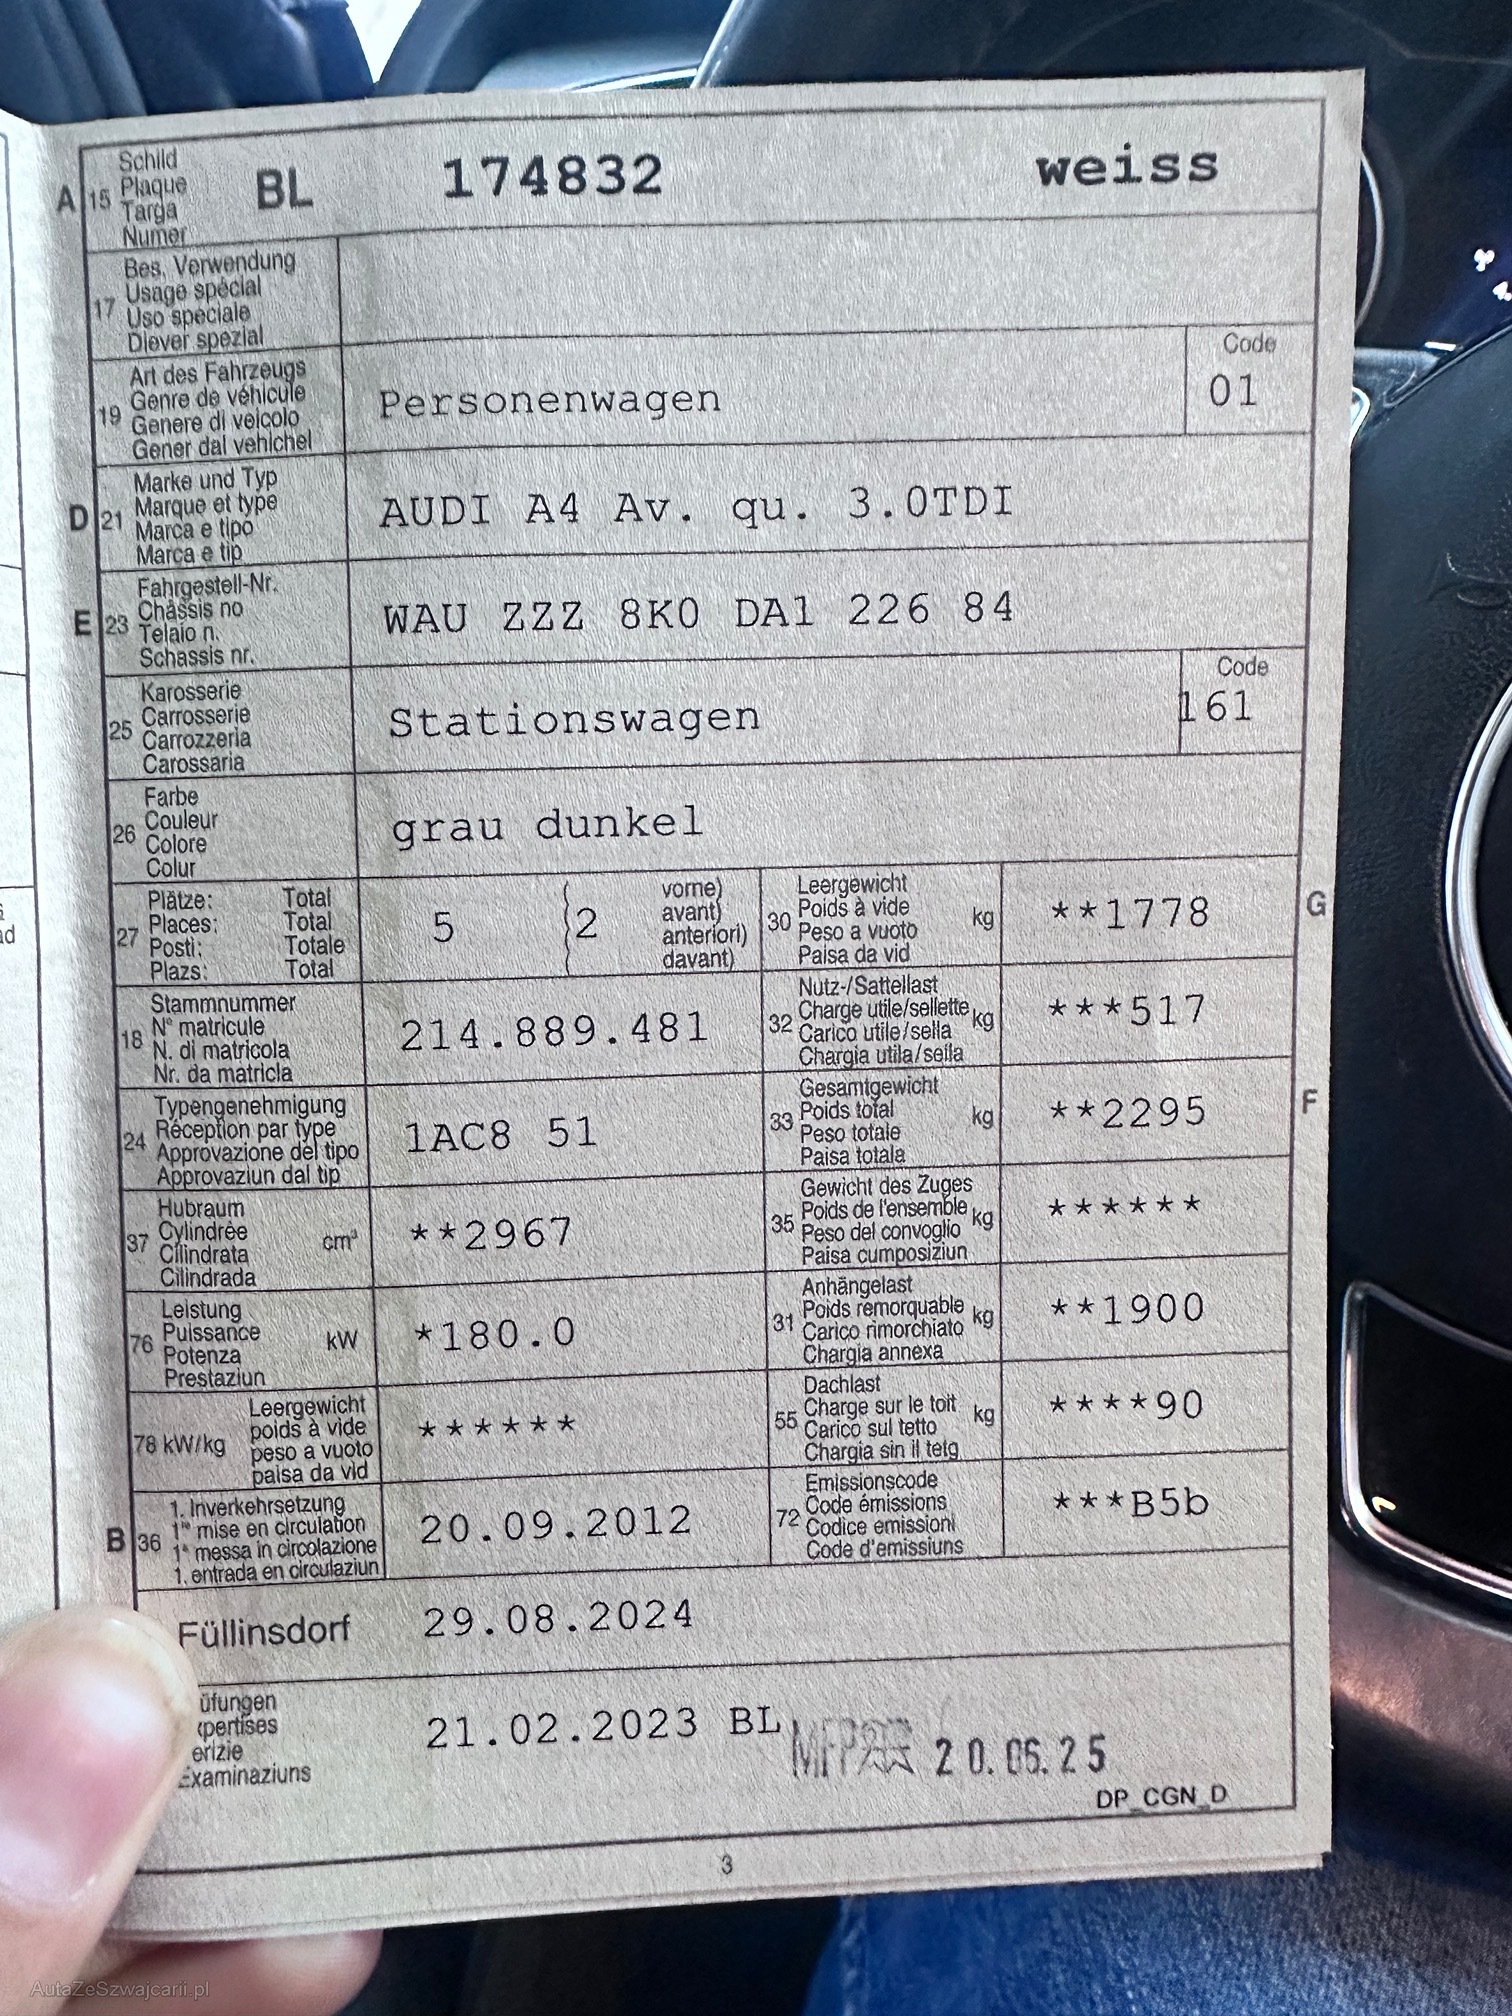 A 15 Schild Plaque Targa Numer BL 174832 weiss
17 Bes. Verwendung Usage spécial Uso speciale Diever spezial
19 Art des Fahrzeugs Genre de véhicule Genere di veicolo Gener dal vehichel Personenwagen Code 01
D 21 Marke und Typ Marque et type Marca e tipo Marca e tip AUDI A4 Av. qu. 3.0TDI
E 23 Fahrgestell-Nr. Châssis no Telaio n. Schassis nr. WAU ZZZ 8K0 DA1 226 84
25 Karosserie Carrosserie Carrozzeria Carossaria Stationswagen Code 161
26 Farbe Couleur Colore Colur grau dunkel
27 Plätze: Total Places: Total Posti: Totale Plazs: Total 5 2 vorne) avant) anteriori) davant)
30 Leergewicht Poids à vide Peso a vuoto Paisa da vid kg **1778 G
18 Stammnummer N° matricule N. di matricola Nr. da matricla 214.889.481
32 Nutz-/Sattellast Charge utile/sellette Carico utile/sella Chargia utila/sella kg ***517
24 Typengenehmigung Réception par type Approvazione del tipo Approvaziun dal tip 1AC8 51
33 Gesamtgewicht Poids total Peso totale Paisa totala kg **2295 F
37 Hubraum Cylindrée Cilindrata Cilindrada cm³ **2967
35 Gewicht des Zuges Poids de l'ensemble Peso del convoglio Paisa cumposiziun kg ******
76 Leistung Puissance Potenza Prestaziun kW *180.0
31 Anhängelast Poids remorquable Carico rimorchiato Chargia annexa kg **1900
78 kW/kg Leergewicht poids à vide peso a vuoto paisa da vid ******
55 Dachlast Charge sur le toit Carico sul tetto Chargia sin il tetg kg ****90
B 36 1. Inverkehrsetzung 1re mise en circulation 1a messa in circolazione 1. entrada en circulaziun 20.09.2012
72 Emissionscode Code émissions Codice emissioni Code d'emissiuns ***B5b
Füllinsdorf 29.08.2024
üfungen xpertises erizie Examinaziuns 21.02.2023 BL 20.06.25
DP_CGN_D
3
AutaZeSzwajcarii.pl